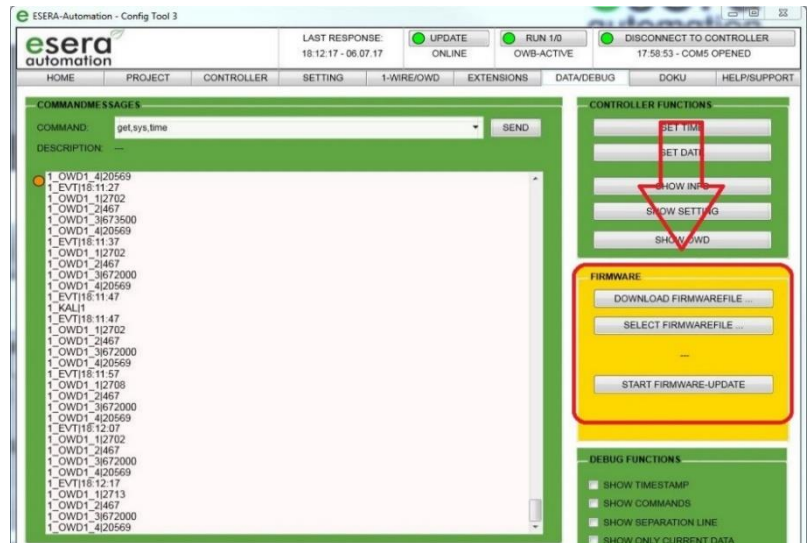 ESERA-Automation - Config Tool 3
esera
automation
LAST RESPONSE:
18:12:17 - 06.07.17
UPDATE
ONLINE
RUN 1/0
OWB-ACTIVE
DISCONNECT TO CONTROLLER
17:58:53 - COM5 OPENED
HOME PROJECT CONTROLLER SETTING 1-WIRE/OWD EXTENSIONS DATA/DEBUG DOKU HELP/SUPPORT
COMMANDMESSAGES
COMMAND: get,sys,time SEND
DESCRIPTION: ---
1_OWD1_4|20569
1_EVT|18:11:27
1_OWD1_1|2702
1_OWD1_2|467
1_OWD1_3|673500
1_OWD1_4|20569
1_EVT|18:11:37
1_OWD1_1|2702
1_OWD1_2|467
1_OWD1_3|672000
1_OWD1_4|20569
1_EVT|18:11:47
1_KAL|1
1_EVT|18:11:47
1_OWD1_1|2702
1_OWD1_2|467
1_OWD1_3|672000
1_OWD1_4|20569
1_EVT|18:11:57
1_OWD1_1|2708
1_OWD1_2|467
1_OWD1_3|672000
1_OWD1_4|20569
1_EVT|18:12:07
1_OWD1_1|2702
1_OWD1_2|467
1_OWD1_3|672000
1_OWD1_4|20569
1_EVT|18:12:17
1_OWD1_1|2713
1_OWD1_2|467
1_OWD1_3|672000
1_OWD1_4|20569
CONTROLLER FUNCTIONS
SET TIME
SET DATE
SHOW INFO
SHOW SETTING
SHOW OWD
FIRMWARE
DOWNLOAD FIRMWAREFILE ...
SELECT FIRMWAREFILE ...
---
START FIRMWARE-UPDATE
DEBUG FUNCTIONS
SHOW TIMESTAMP
SHOW COMMANDS
SHOW SEPARATION LINE
SHOW ONLY CURRENT DATA